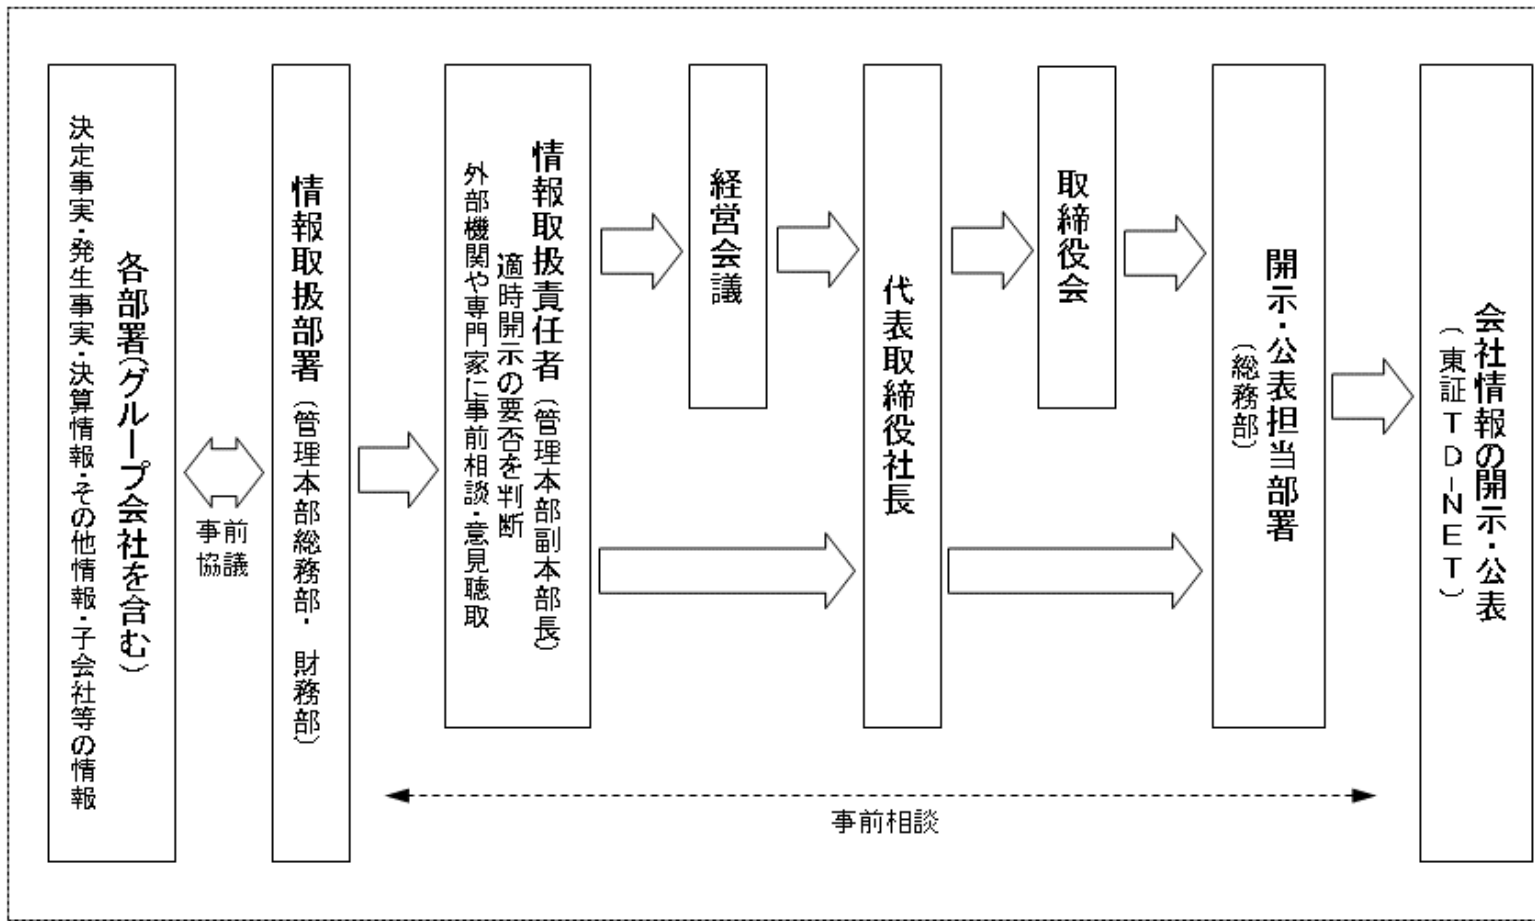 各部署(グループ会社を含む)
決定事実・発生事実・決算情報・その他情報・子会社等の情報
事前
協議
情報取扱部署(管理本部総務部・ 財務部)
情報取扱責任者(管理本部副本部長)
適時開示の要否を判断
外部機関や専門家に事前相談・意見聴取
経営会議
代表取締役社長
取締役会
開示・公表担当部署
(総務部)
会社情報の開示・公表
(東証TD-NET)
事前相談